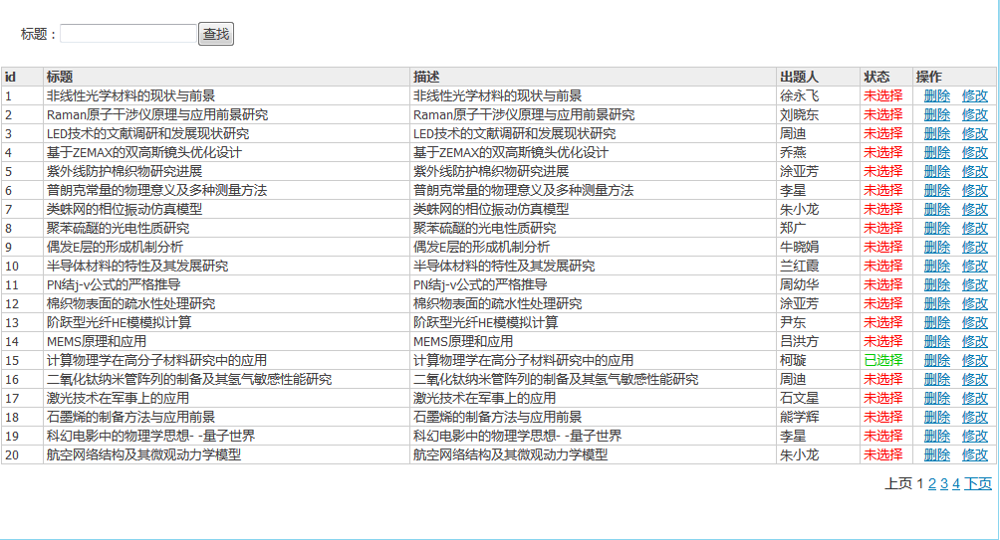 标题： 查找
id 标题 描述 出题人 状态 操作
1 非线性光学材料的现状与前景 非线性光学材料的现状与前景 徐永飞 未选择 删除 修改
2 Raman原子干涉仪原理与应用前景研究 Raman原子干涉仪原理与应用前景研究 刘晓东 未选择 删除 修改
3 LED技术的文献调研和发展现状研究 LED技术的文献调研和发展现状研究 周迪 未选择 删除 修改
4 基于ZEMAX的双高斯镜头优化设计 基于ZEMAX的双高斯镜头优化设计 乔燕 未选择 删除 修改
5 紫外线防护棉织物研究进展 紫外线防护棉织物研究进展 涂亚芳 未选择 删除 修改
6 普朗克常量的物理意义及多种测量方法 普朗克常量的物理意义及多种测量方法 李星 未选择 删除 修改
7 类蛛网的相位振动仿真模型 类蛛网的相位振动仿真模型 朱小龙 未选择 删除 修改
8 聚苯硫醚的光电性质研究 聚苯硫醚的光电性质研究 郑广 未选择 删除 修改
9 偶发E层的形成机制分析 偶发E层的形成机制分析 牛晓娟 未选择 删除 修改
10 半导体材料的特性及其发展研究 半导体材料的特性及其发展研究 兰红霞 未选择 删除 修改
11 PN结j-v公式的严格推导 PN结j-v公式的严格推导 周幼华 未选择 删除 修改
12 棉织物表面的疏水性处理研究 棉织物表面的疏水性处理研究 涂亚芳 未选择 删除 修改
13 阶跃型光纤HE模模拟计算 阶跃型光纤HE模模拟计算 尹东 未选择 删除 修改
14 MEMS原理和应用 MEMS原理和应用 吕洪方 未选择 删除 修改
15 计算物理学在高分子材料研究中的应用 计算物理学在高分子材料研究中的应用 柯璇 已选择 删除 修改
16 二氧化钛纳米管阵列的制备及其氢气敏感性能研究 二氧化钛纳米管阵列的制备及其氢气敏感性能研究 周迪 未选择 删除 修改
17 激光技术在军事上的应用 激光技术在军事上的应用 石文星 未选择 删除 修改
18 石墨烯的制备方法与应用前景 石墨烯的制备方法与应用前景 熊学辉 未选择 删除 修改
19 科幻电影中的物理学思想- -量子世界 科幻电影中的物理学思想- -量子世界 李星 未选择 删除 修改
20 航空网络结构及其微观动力学模型 航空网络结构及其微观动力学模型 朱小龙 未选择 删除 修改
上页 1 2 3 4 下页